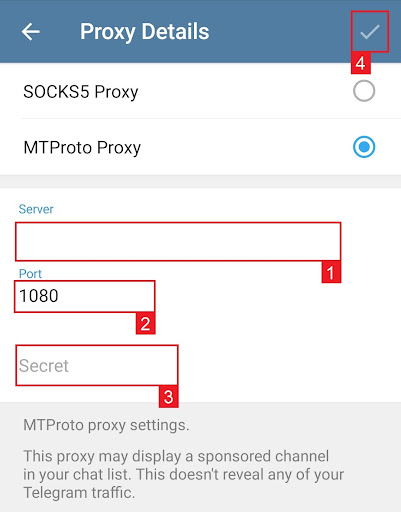 Proxy Details
4
SOCKS5 Proxy
MTProto Proxy
Server
1
Port
1080
2
Secret
3
MTProto proxy settings.
This proxy may display a sponsored channel
in your chat list. This doesn't reveal any of your
Telegram traffic.